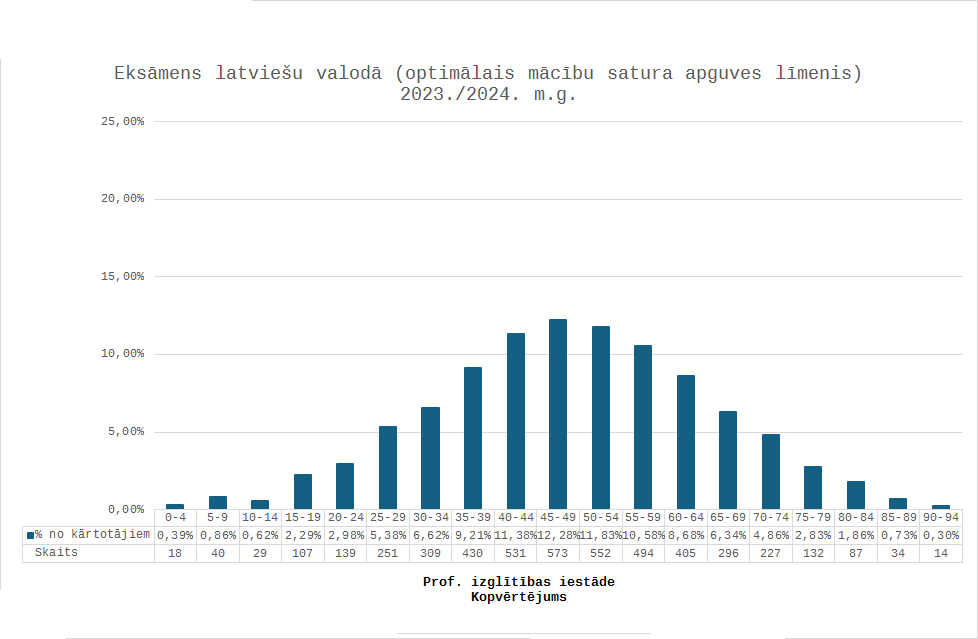 Eksāmens latviešu valodā (optimālais mācību satura apguves līmenis)
2023./2024. m.g.
25,00%
20,00%
15,00%
10,00%
5,00%
0,00%
0-4 5-9 10-14 15-19 20-24 25-29 30-34 35-39 40-44 45-49 50-54 55-59 60-64 65-69 70-74 75-79 80-84 85-89 90-94
% no kārtotājiem 0,39% 0,86% 0,62% 2,29% 2,98% 5,38% 6,62% 9,21% 11,38% 12,28% 11,83% 10,58% 8,68% 6,34% 4,86% 2,83% 1,86% 0,73% 0,30%
Skaits 18 40 29 107 139 251 309 430 531 573 552 494 405 296 227 132 87 34 14
Prof. izglītības iestāde
Kopvērtējums